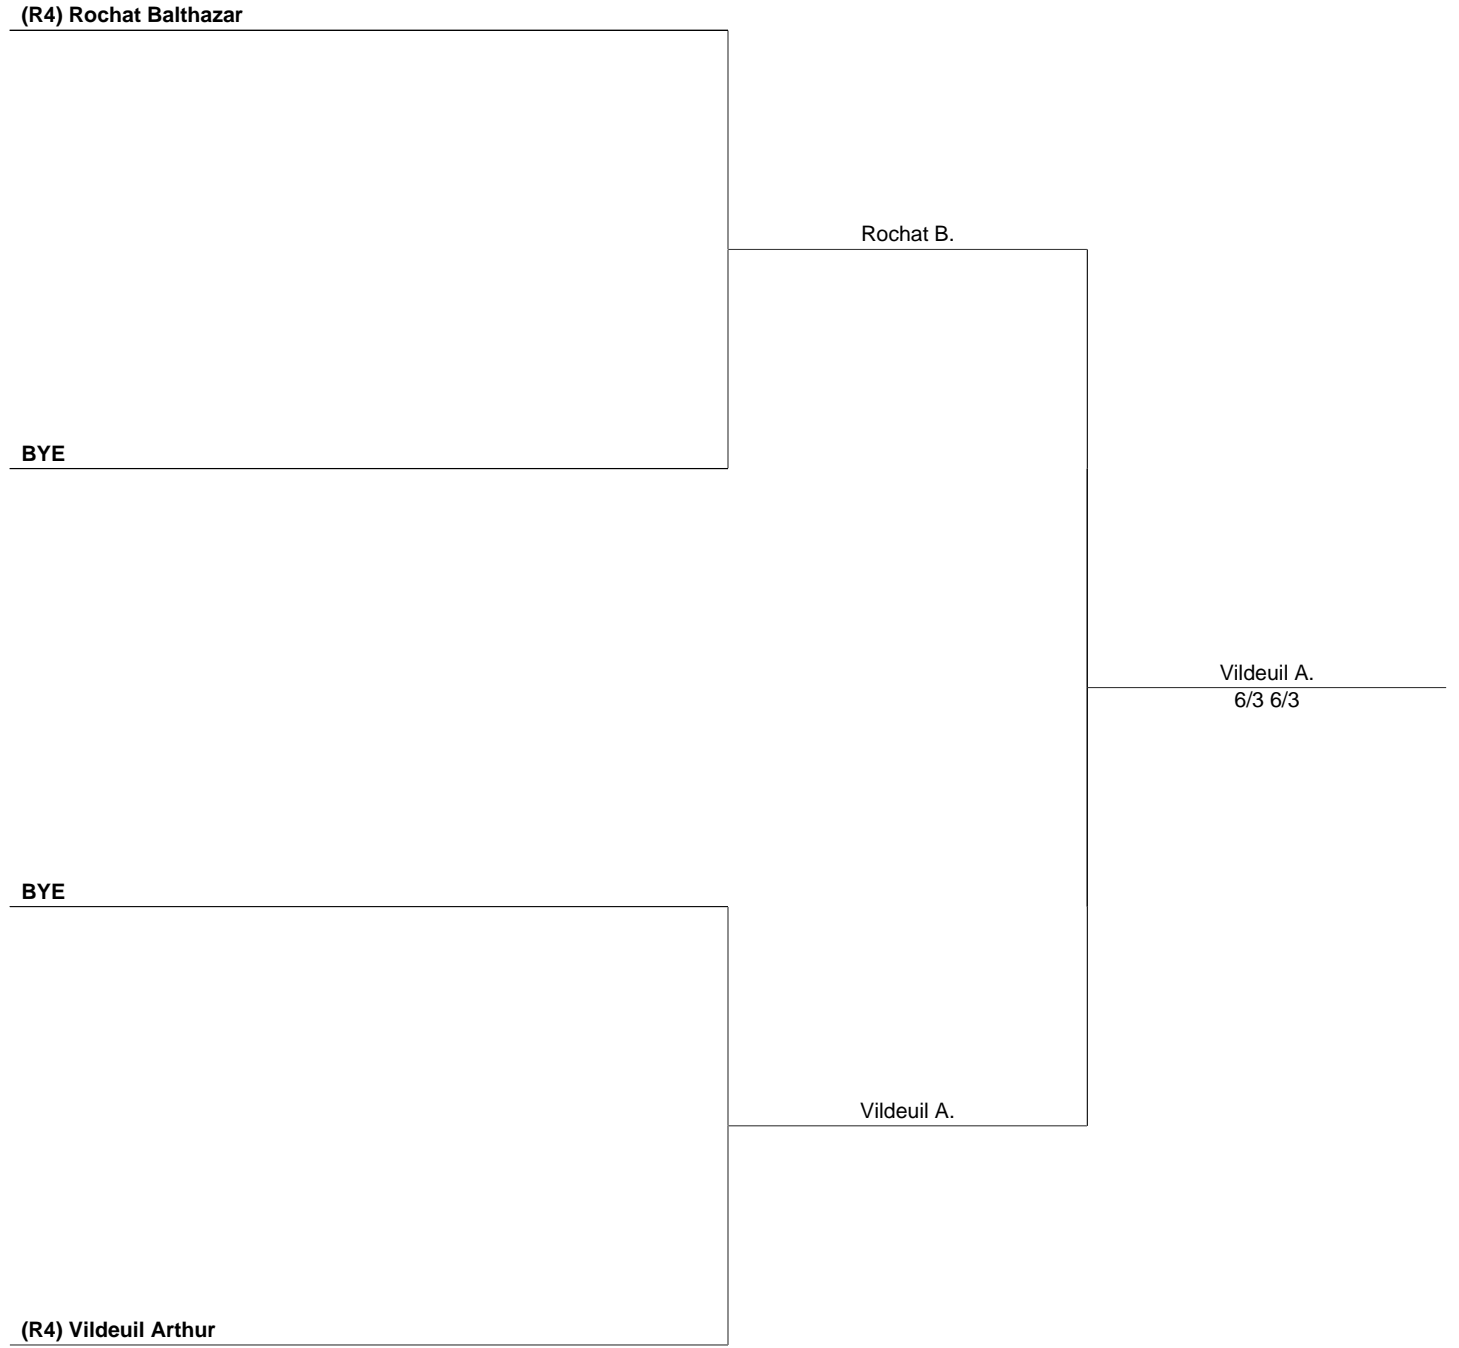 (R4) Rochat Balthazar
Rochat B.
BYE
Vildeuil A.
6/3 6/3
BYE
Vildeuil A.
(R4) Vildeuil Arthur